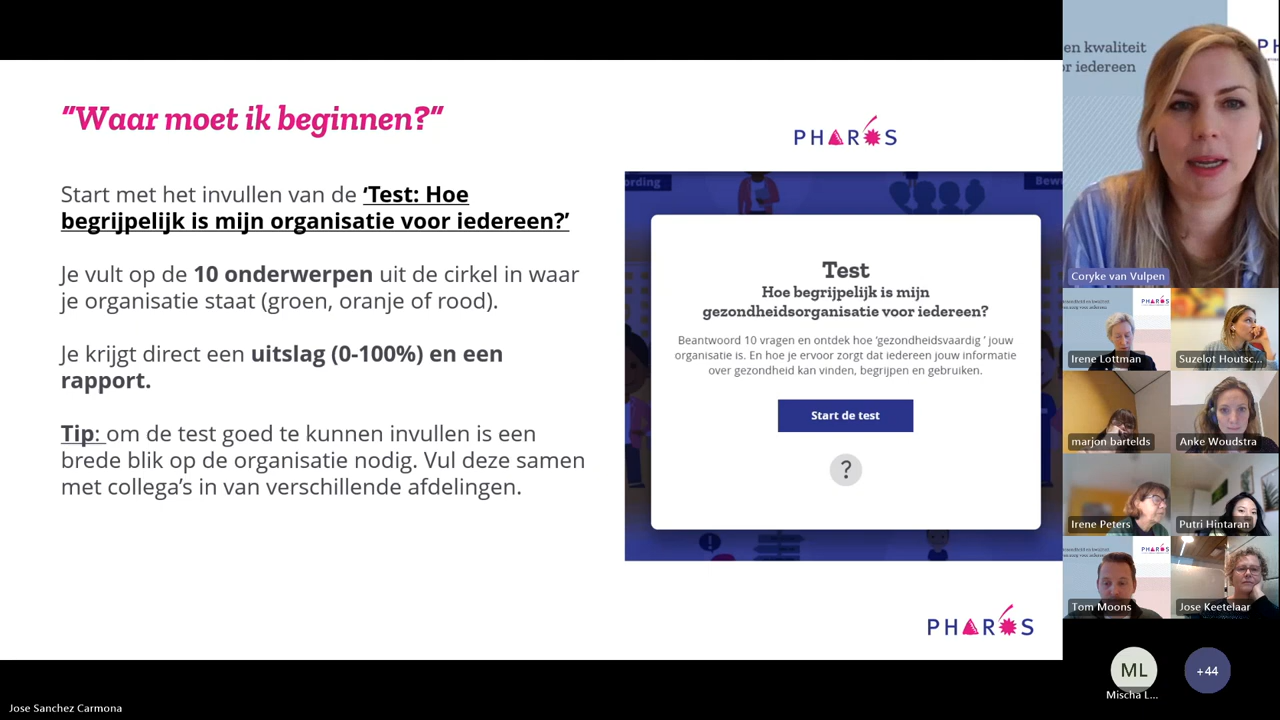 "Waar moet ik beginnen?"
Start met het invullen van de 'Test: Hoe
begrijpelijk is mijn organisatie voor iedereen?'
Je vult op de 10 onderwerpen uit de cirkel in waar
je organisatie staat (groen, oranje of rood).
Je krijgt direct een uitslag (0-100%) en een
rapport.
Tip: om de test goed te kunnen invullen is een
brede blik op de organisatie nodig. Vul deze samen
met collega's in van verschillende afdelingen.
PHAROS
ording
Bew
Test
Hoe begrijpelijk is mijn
gezondheidsorganisatie voor iedereen?
Beantwoord 10 vragen en ontdek hoe 'gezondheidsvaardig ' jouw
organisatie is. En hoe je ervoor zorgt dat iedereen jouw informatie
over gezondheid kan vinden, begrijpen en gebruiken.
Start de test
?
PHAROS
en kwaliteit
or iedereen
PH
Coryke van Vulpen
PHAROS
Irene Lottman
Suzelot Houtsc...
marjon bartelds
Anke Woudstra
Irene Peters
Putri Hintaran
PHAROS
Tom Moons
Jose Keetelaar
ML
+44
Mischa L...
Jose Sanchez Carmona